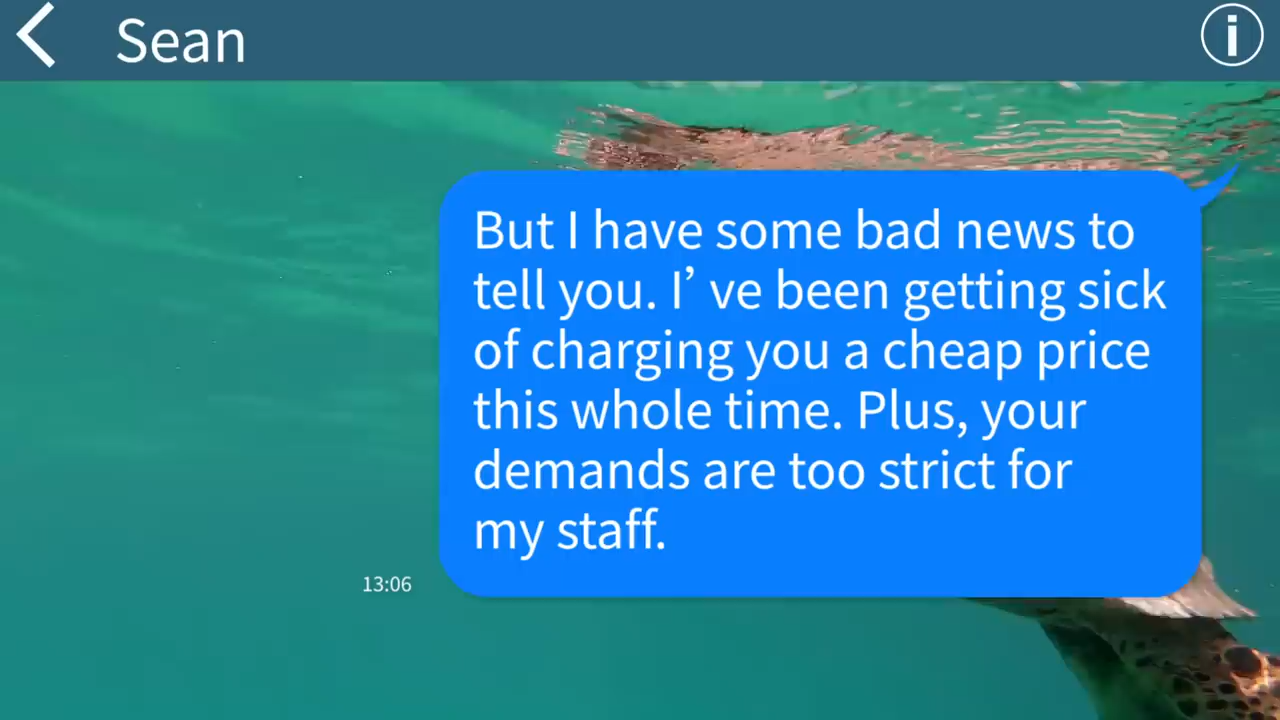 Sean
But I have some bad news to
tell you. I’ ve been getting sick
of charging you a cheap price
this whole time. Plus, your
demands are too strict for
my staff.
13:06